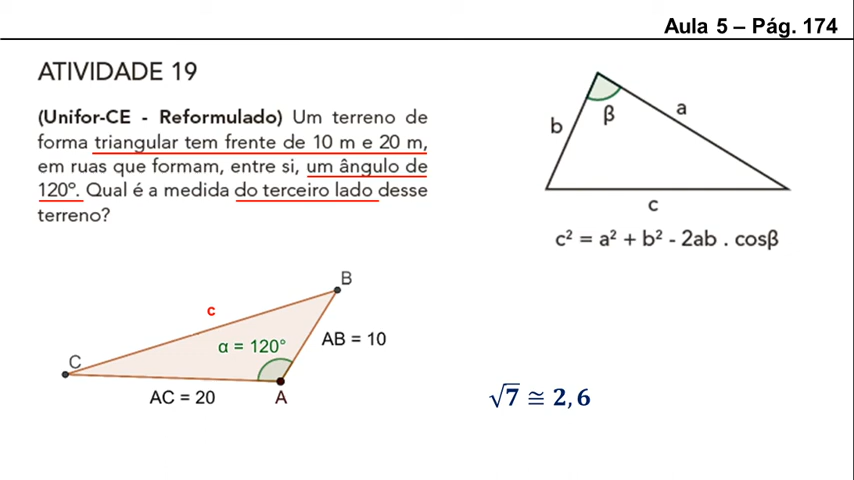 Aula 5 – Pág. 174
ATIVIDADE 19
(Unifor-CE - Reformulado) Um terreno de
forma triangular tem frente de 10 m e 20 m,
em ruas que formam, entre si, um ângulo de
120º. Qual é a medida do terceiro lado desse
terreno?
β
a
b
c
c² = a² + b² - 2ab . cosβ
B
c
α = 120°
AB = 10
C
AC = 20
A
√7 ≅ 2,6